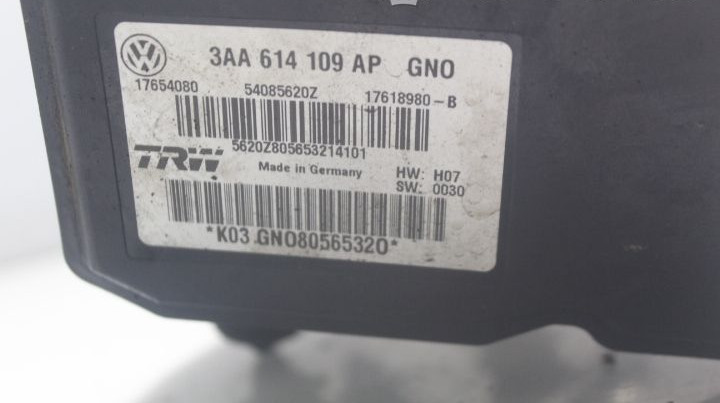 VW
3AA 614 109 AP GNO
17654080 54085620Z 17618980-B
5620Z805653214101
TRW Made in Germany HW: H07
SW: 0030
*K03 GNO80565320*